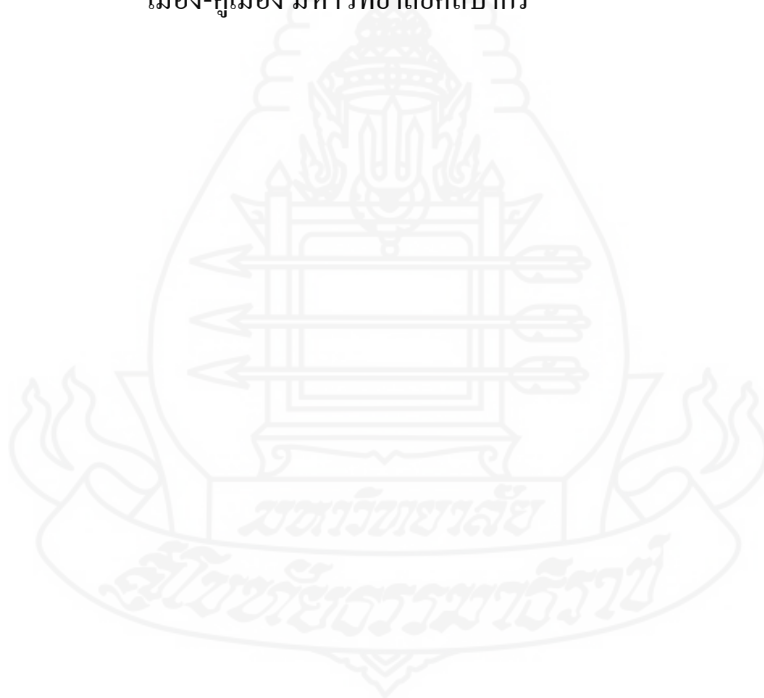 เมือง-คูเมือง มหาวิทยาลัยศิลปากร
มหาวิทยาลัย
สุโขทัยธรรมาธิราช